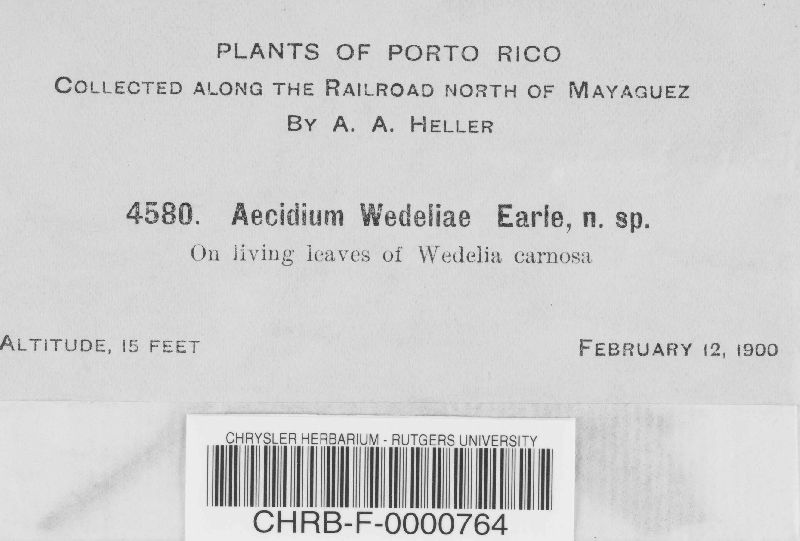 PLANTS OF PORTO RICO
COLLECTED ALONG THE RAILROAD NORTH OF MAYAGUEZ
BY A. A. HELLER
4580. Aecidium Wedeliae Earle, n. sp.
On living leaves of Wedelia carnosa
ALTITUDE, 15 FEET
FEBRUARY 12, 1900
CHRYSLER HERBARIUM - RUTGERS UNIVERSITY
CHRB-F-0000764